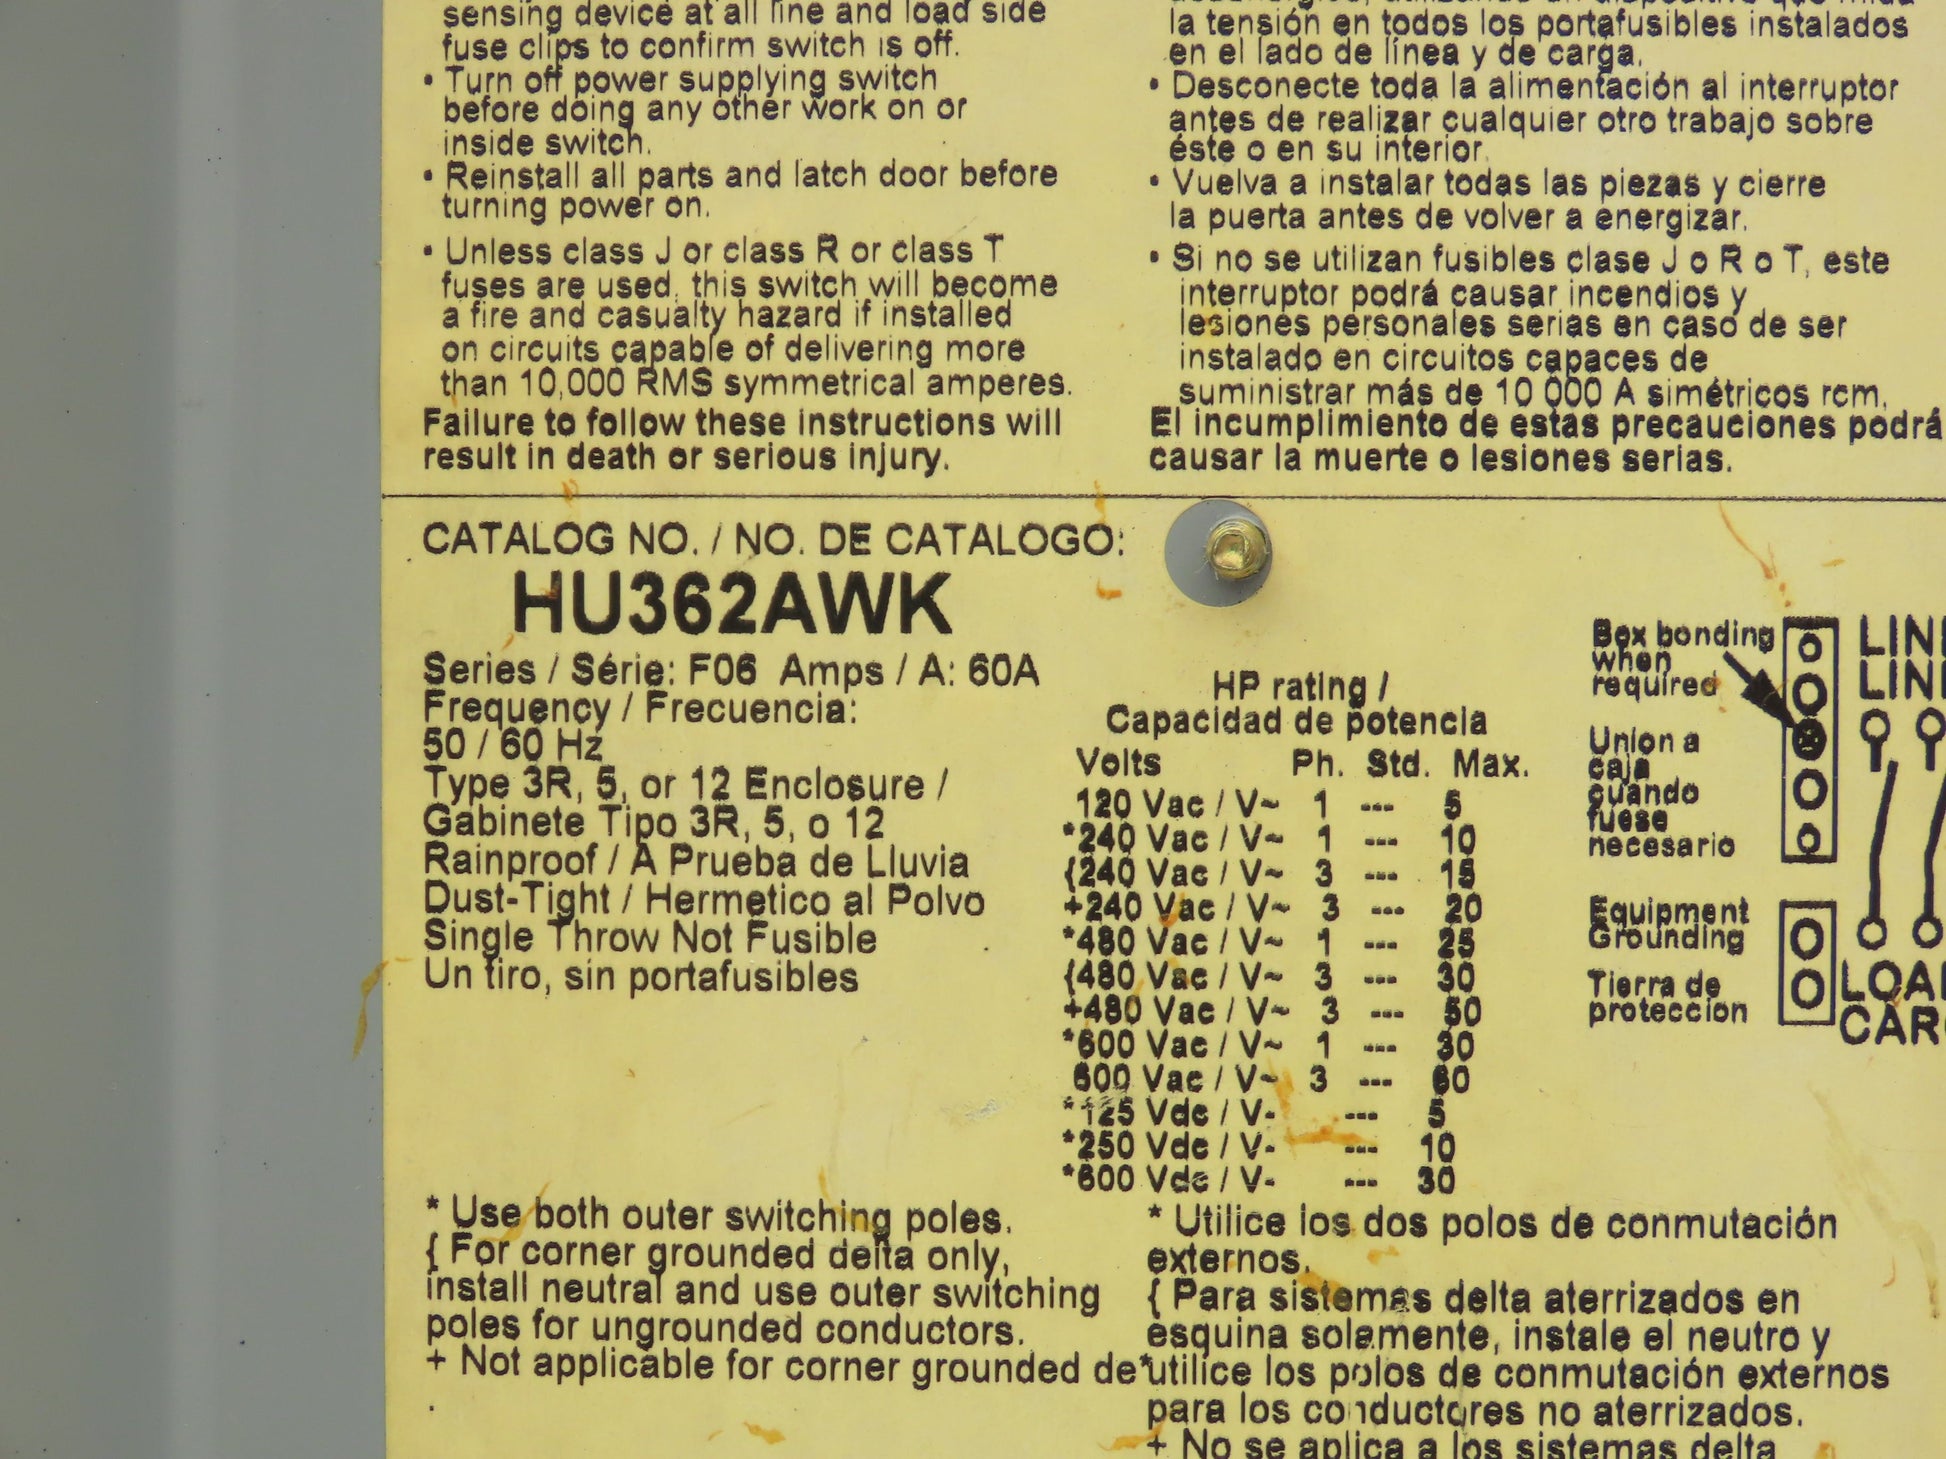 sensing device at all line and load side
fuse clips to confirm switch is off.
• Turn off power supplying switch
before doing any other work on or
inside switch.
• Reinstall all parts and latch door before
turning power on.
• Unless class J or class R or class T
fuses are used, this switch will become
a fire and casualty hazard if installed
on circuits capable of delivering more
than 10,000 RMS symmetrical amperes.
Failure to follow these instructions will
result in death or serious injury.
la tensión en todos los portafusibles instalados
en el lado de línea y de carga.
• Desconecte toda la alimentación al interruptor
antes de realizar cualquier otro trabajo sobre
éste o en su interior.
• Vuelva a instalar todas las piezas y cierre
la puerta antes de volver a energizar.
• Si no se utilizan fusibles clase J o R o T, este
interruptor podrá causar incendios y
lesiones personales serias en caso de ser
instalado en circuitos capaces de
suministrar más de 10 000 A simétricos rcm.
El incumplimiento de estas precauciones podrá
causar la muerte o lesiones serias.
CATALOG NO. / NO. DE CATALOGO:
HU362AWK
Series / Série: F06 Amps / A: 60A
Frequency / Frecuencia:
50 / 60 Hz
Type 3R, 5, or 12 Enclosure /
Gabinete Tipo 3R, 5, o 12
Rainproof / A Prueba de Lluvia
Dust-Tight / Hermetico al Polvo
Single Throw Not Fusible
Un tiro, sin portafusibles
HP rating /
Capacidad de potencia
Volts Ph. Std. Max.
120 Vac / V~ 1 --- 5
*240 Vac / V~ 1 --- 10
{240 Vac / V~ 3 --- 15
+240 Vac / V~ 3 --- 20
*480 Vac / V~ 1 --- 25
{480 Vac / V~ 3 --- 30
+480 Vac / V~ 3 --- 50
*600 Vac / V~ 1 --- 30
600 Vac / V~ 3 --- 60
*125 Vdc / V- --- 5
*250 Vdc / V- --- 10
*600 Vdc / V- --- 30
Box bonding
when
required
Union a
caja
cuando
fuese
necesario
Equipment
Grounding
Tierra de
proteccion
LIN
LIN
LOA
CAR
* Use both outer switching poles.
{ For corner grounded delta only,
install neutral and use outer switching
poles for ungrounded conductors.
+ Not applicable for corner grounded de
* Utilice los dos polos de conmutación
externos.
{ Para sistemas delta aterrizados en
esquina solamente, instale el neutro y
utilice los polos de conmutación externos
para los conductores no aterrizados.
+ No se aplica a los sistemas delta